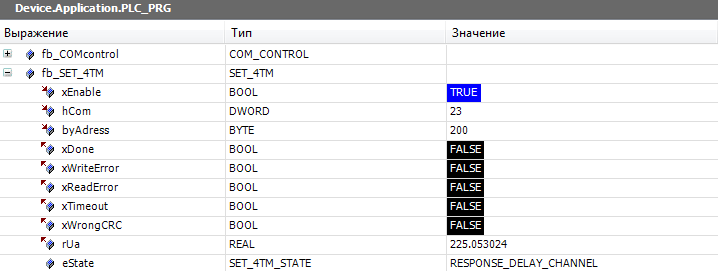 Device.Application.PLC_PRG
Выражение Тип Значение
fb_COMcontrol COM_CONTROL
fb_SET_4TM SET_4TM
xEnable BOOL TRUE
hCom DWORD 23
byAdress BYTE 200
xDone BOOL FALSE
xWriteError BOOL FALSE
xReadError BOOL FALSE
xTimeout BOOL FALSE
xWrongCRC BOOL FALSE
rUa REAL 225.053024
eState SET_4TM_STATE RESPONSE_DELAY_CHANNEL